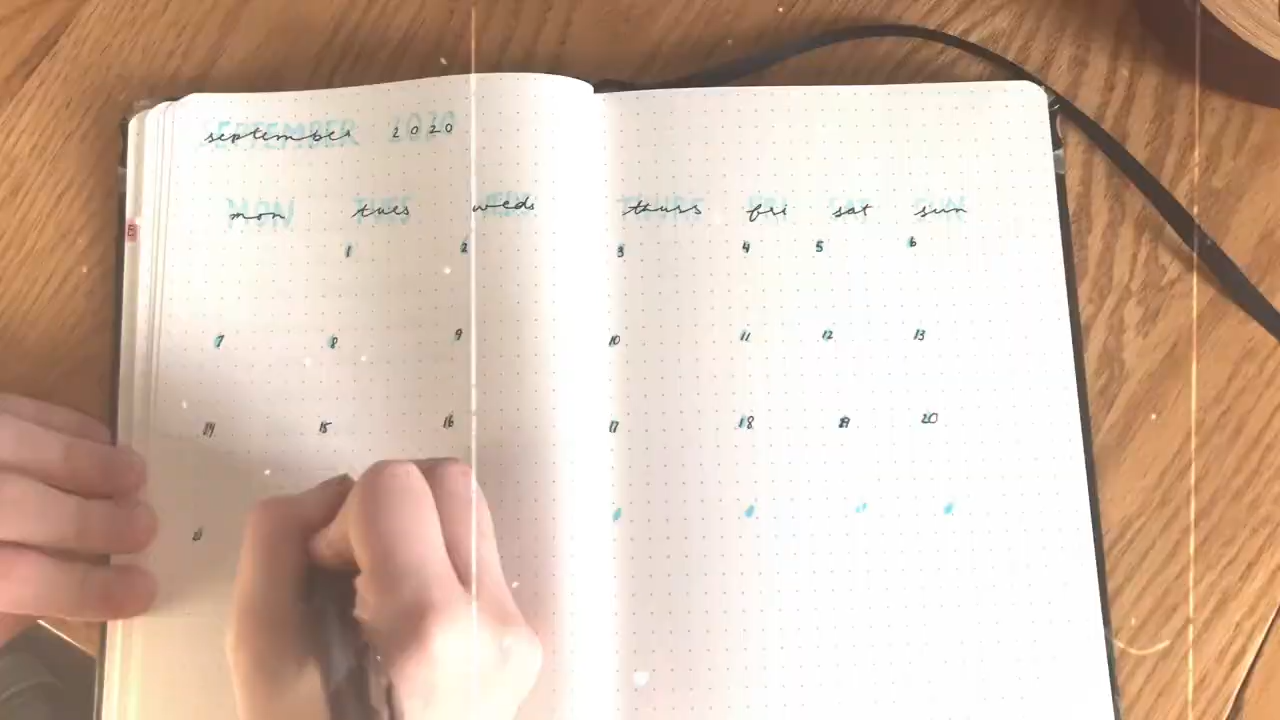 september 2020
mon tues weds thurs fri sat sun
1 2 3 4 5 6
7 8 9 10 11 12 13
14 15 16 17 18 19 20